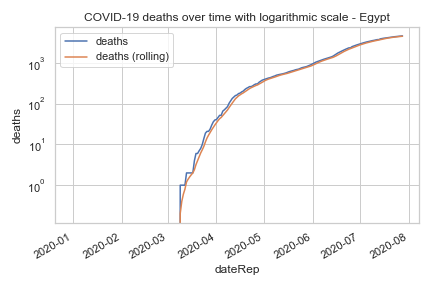 COVID-19 deaths over time with logarithmic scale - Egypt
deaths
deaths (rolling)
10³
10²
10¹
10⁰
deaths
2020-01 2020-02 2020-03 2020-04 2020-05 2020-06 2020-07 2020-08
dateRep